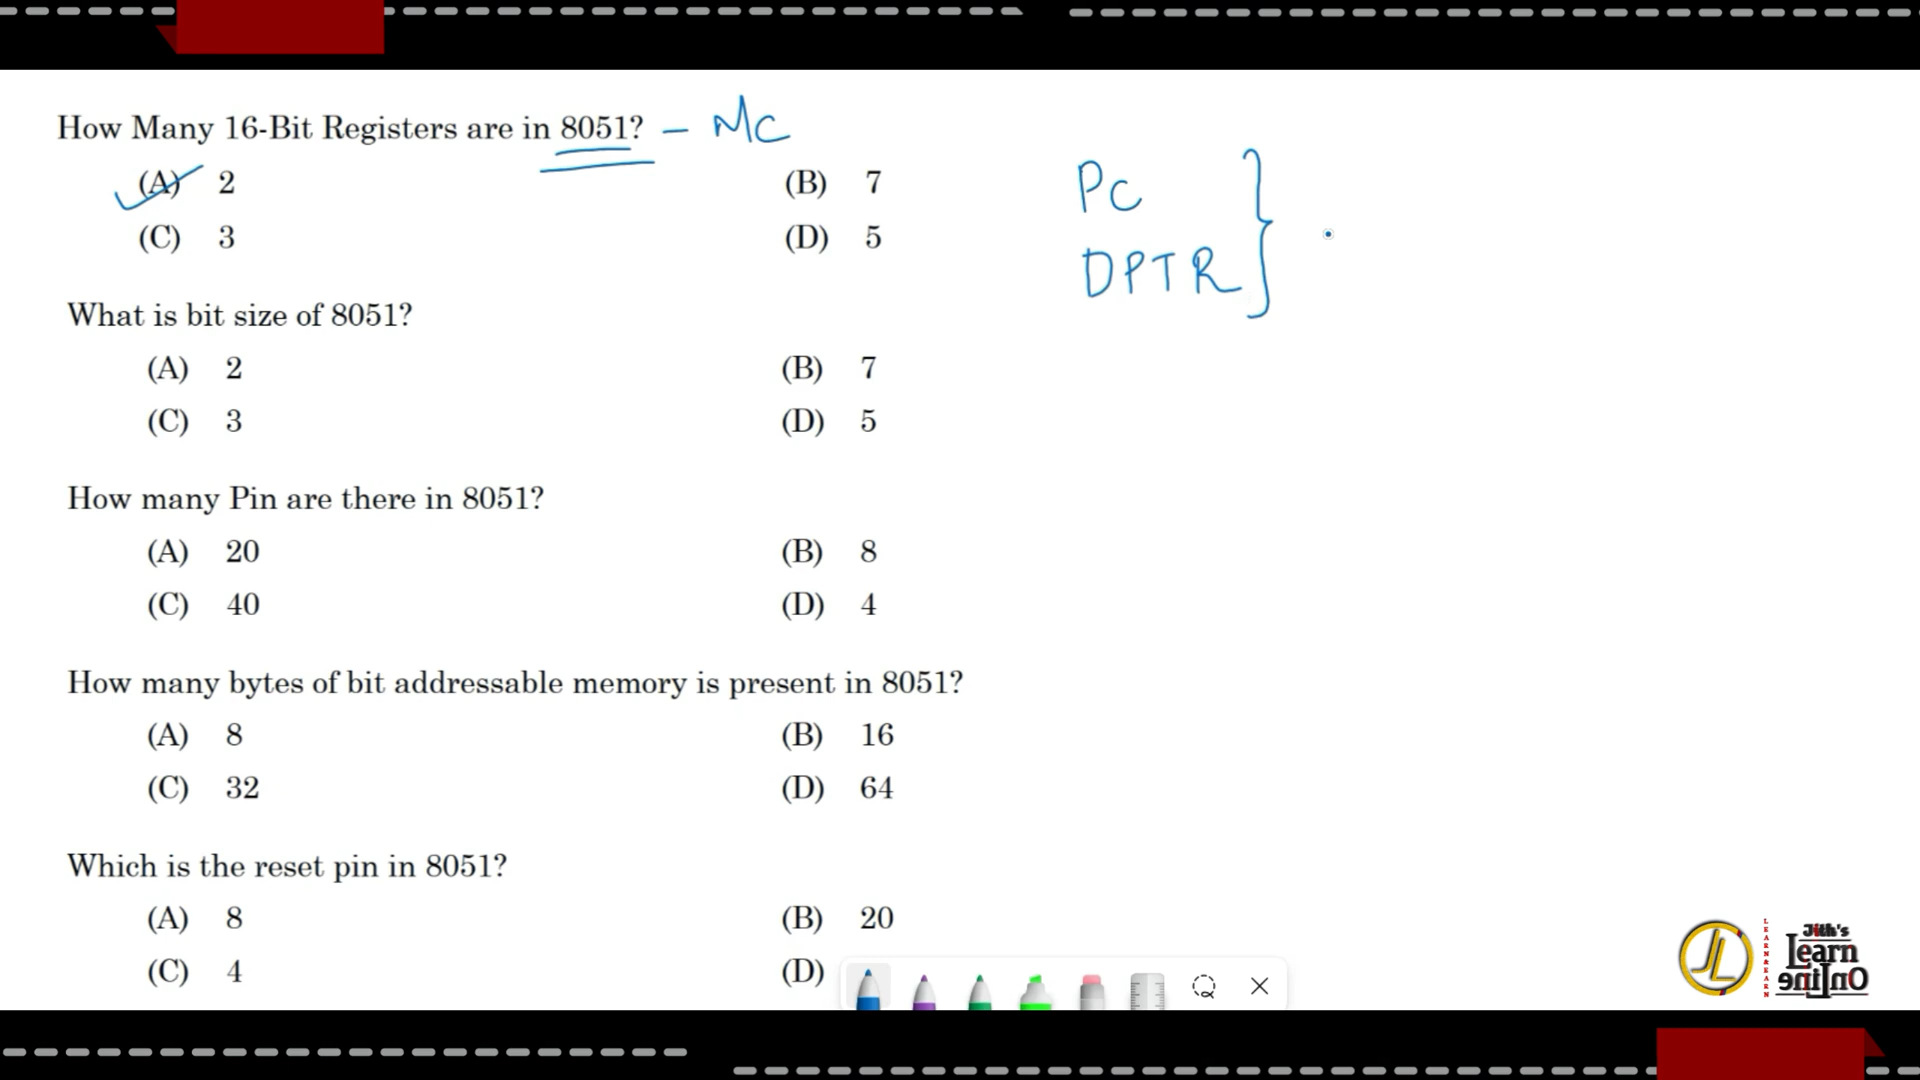 How Many 16-Bit Registers are in 8051? – MC
(A) 2 (B) 7
(C) 3 (D) 5
PC
DPTR
What is bit size of 8051?
(A) 2 (B) 7
(C) 3 (D) 5
How many Pin are there in 8051?
(A) 20 (B) 8
(C) 40 (D) 4
How many bytes of bit addressable memory is present in 8051?
(A) 8 (B) 16
(C) 32 (D) 64
Which is the reset pin in 8051?
(A) 8 (B) 20
(C) 4 (D)
JL
LEARN2EARN
Jith's
Learn
OnLine